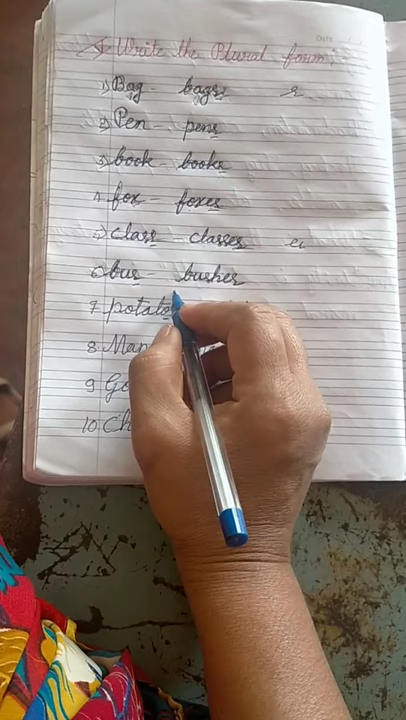 I Write the Plural form:
1) Bag - bags s
2) Pen - pens
3) book - books
4 fox - foxes
5) class - classes es
6) bus - bushes
7 potato
8 Man
9 Go
10 Ch